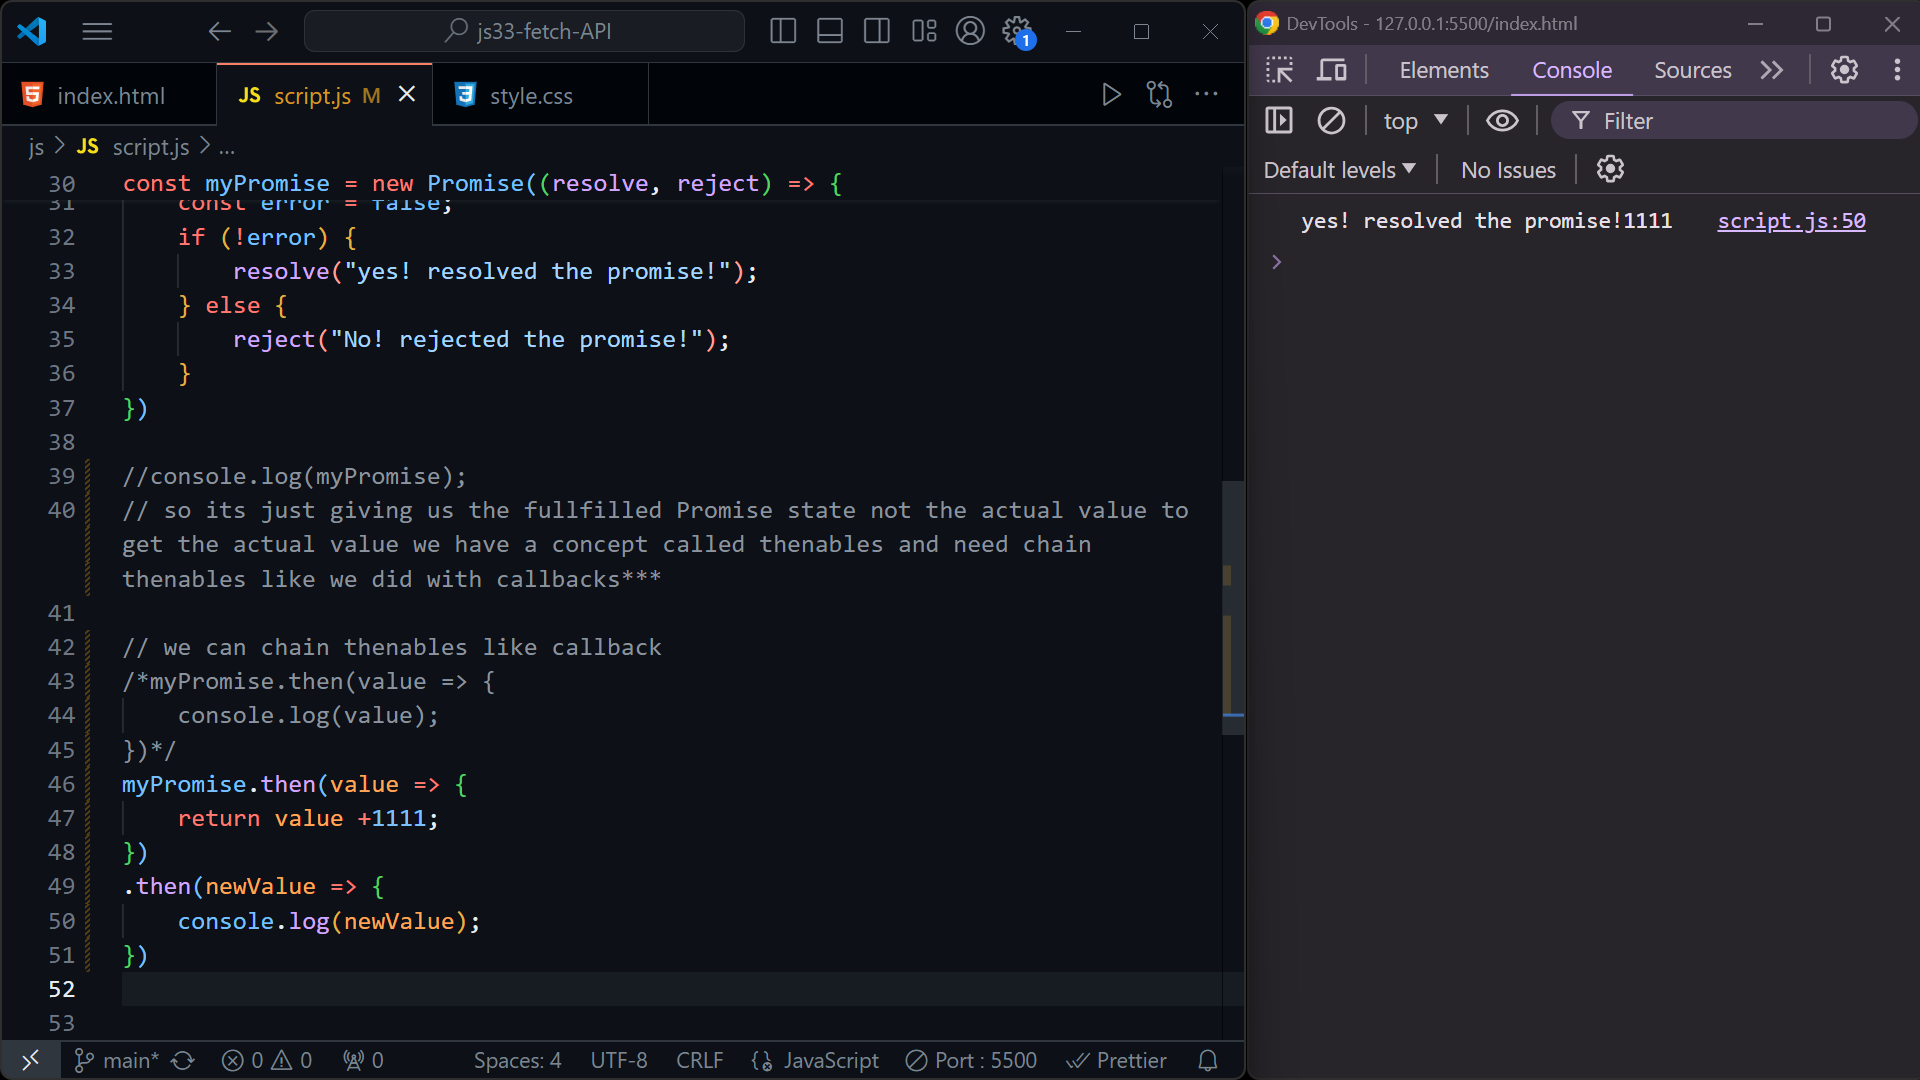 js33-fetch-API
1
index.html
JS script.js M
style.css
js > JS script.js > ...
30 const myPromise = new Promise((resolve, reject) => {
31 const error = false;
32 if (!error) {
33 resolve("yes! resolved the promise!");
34 } else {
35 reject("No! rejected the promise!");
36 }
37 })
38
39 //console.log(myPromise);
40 // so its just giving us the fullfilled Promise state not the actual value to
get the actual value we have a concept called thenables and need chain
thenables like we did with callbacks***
41
42 // we can chain thenables like callback
43 /*myPromise.then(value => {
44 console.log(value);
45 })*/
46 myPromise.then(value => {
47 return value +1111;
48 })
49 .then(newValue => {
50 console.log(newValue);
51 })
52
53
main* 0 0 0 Spaces: 4 UTF-8 CRLF JavaScript Port : 5500 Prettier
DevTools - 127.0.0.1:5500/index.html
Elements Console Sources
top Filter
Default levels No Issues
yes! resolved the promise!1111 script.js:50